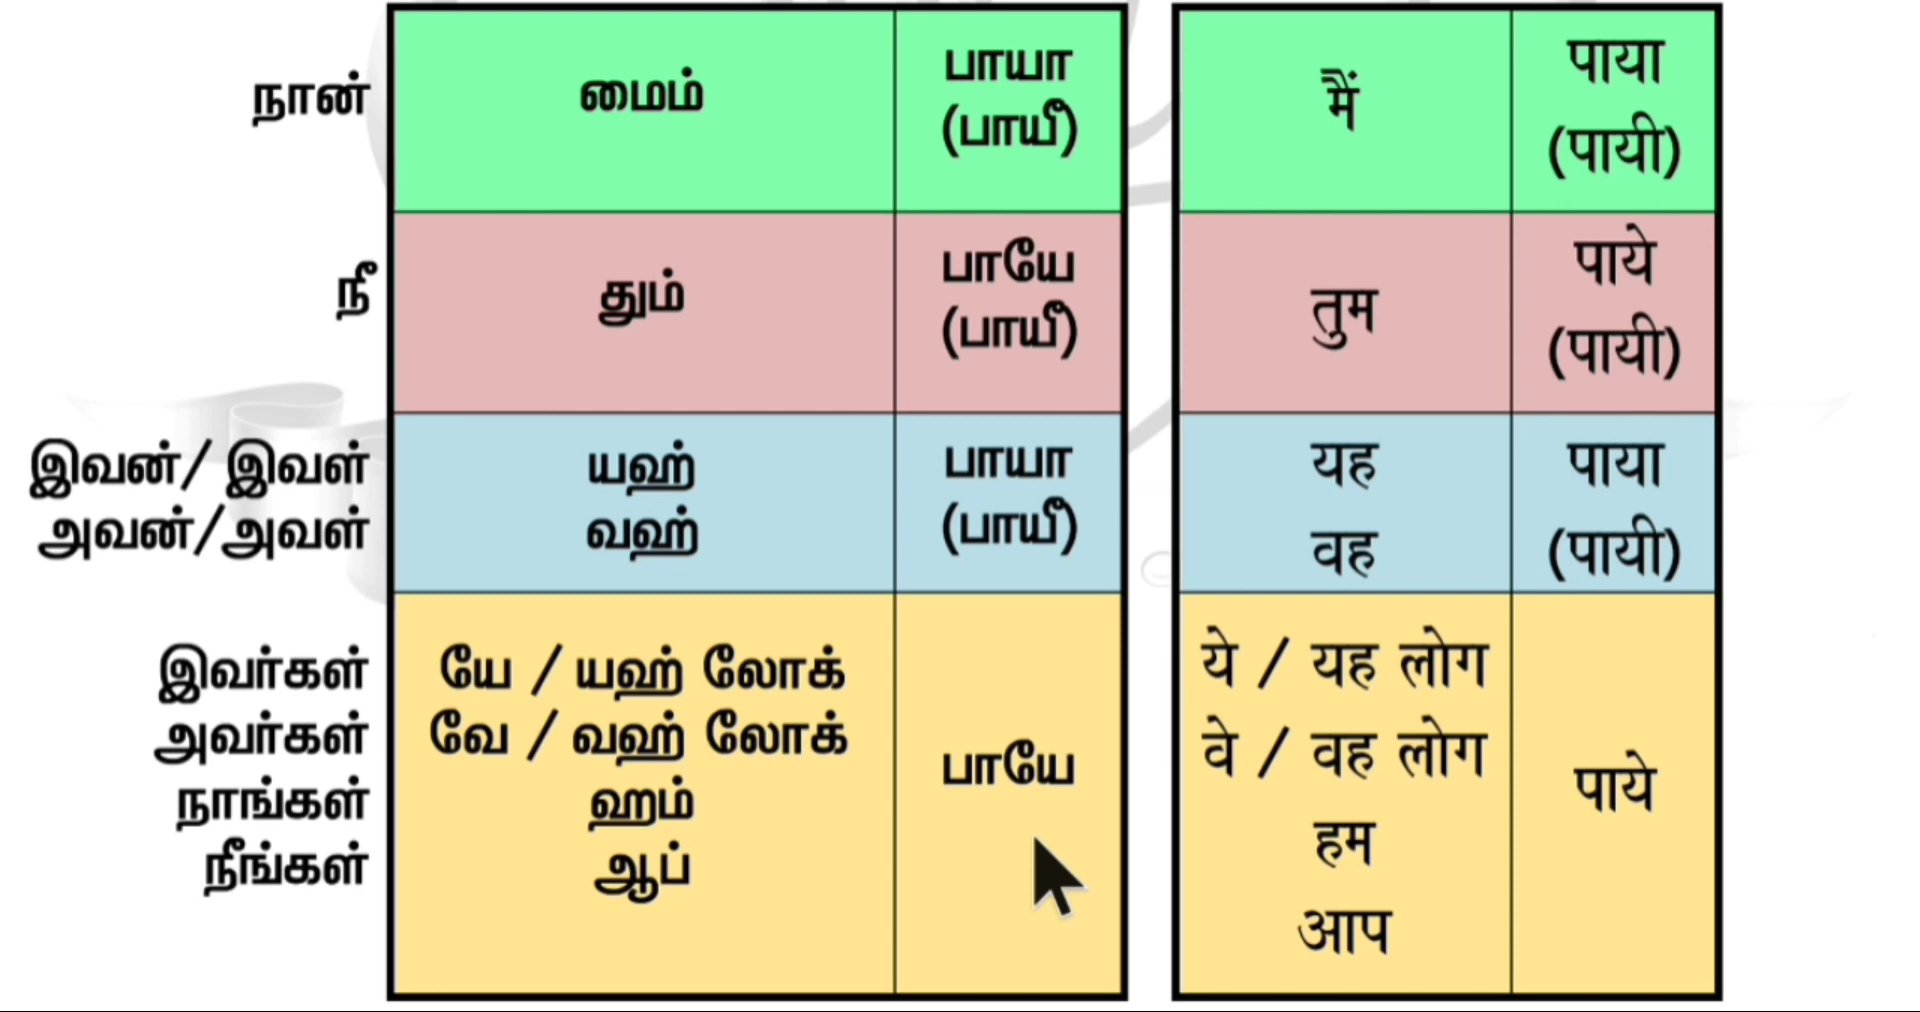 நான்
மைம்
பாயா
(பாயீ)
मैं
पाया
(पायी)
நீ
தும்
பாயே
(பாயீ)
तुम
पाये
(पायी)
இவன்/ இவள்
அவன்/அவள்
யஹ்
வஹ்
பாயா
(பாயீ)
यह
वह
पाया
(पायी)
இவர்கள்
அவர்கள்
நாங்கள்
நீங்கள்
யே / யஹ் லோக்
வே / வஹ் லோக்
ஹம்
ஆப்
பாயே
ये / यह लोग
वे / वह लोग
हम
आप
पाये